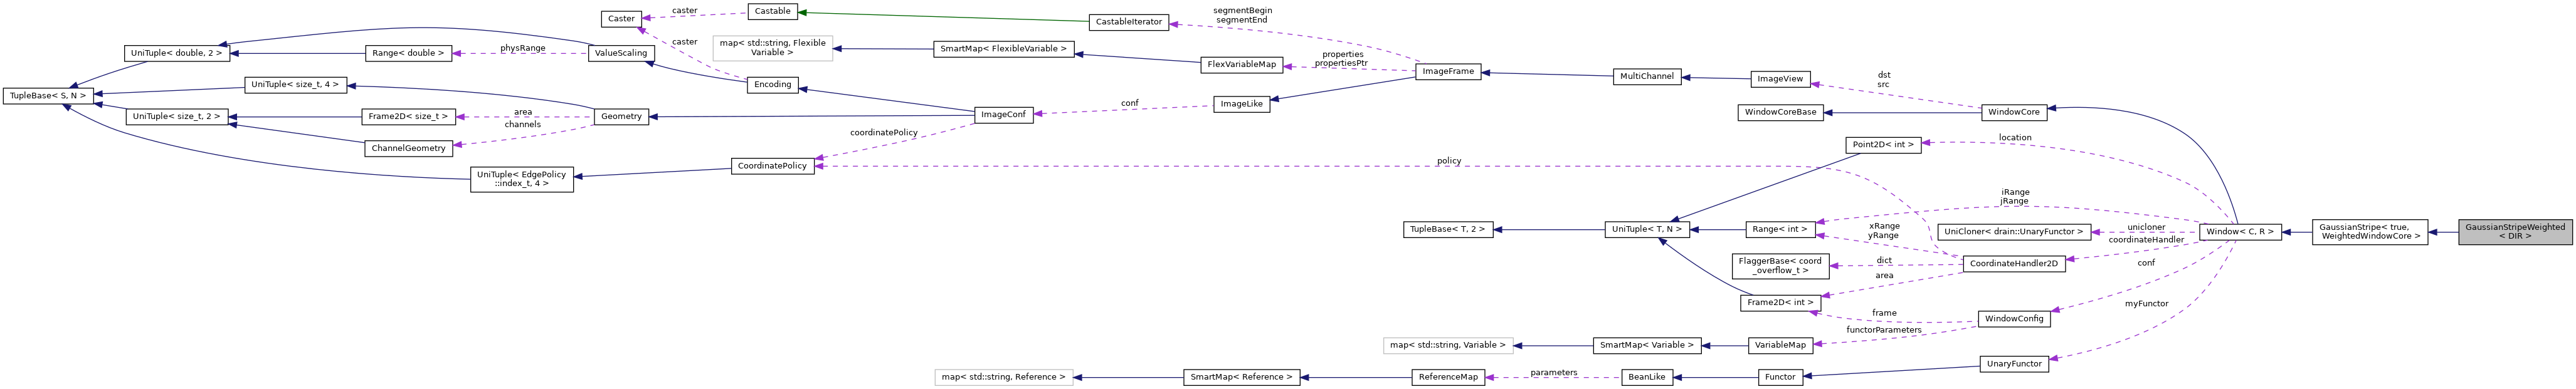 Caster
caster
Castable
CastableIterator
segmentBegin
segmentEnd
UniTuple< double, 2 >
Range< double >
physRange
ValueScaling
caster
map< std::string, Flexible
Variable >
SmartMap< FlexibleVariable >
FlexVariableMap
properties
propertiesPtr
ImageFrame
MultiChannel
ImageView
dst
src
TupleBase< S, N >
UniTuple< size_t, 4 >
Encoding
UniTuple< size_t, 2 >
Frame2D< size_t >
area
channels
Geometry
ImageConf
conf
ImageLike
WindowCoreBase
WindowCore
ChannelGeometry
coordinatePolicy
CoordinatePolicy
UniTuple< EdgePolicy
::index_t, 4 >
policy
Point2D< int >
location
iRange
jRange
TupleBase< T, 2 >
UniTuple< T, N >
Range< int >
xRange
yRange
UniCloner< drain::UnaryFunctor >
unicloner
coordinateHandler
Window< C, R >
GaussianStripe< true,
WeightedWindowCore >
GaussianStripeWeighted
< DIR >
FlaggerBase< coord
_overflow_t >
dict
area
CoordinateHandler2D
conf
Frame2D< int >
frame
functorParameters
WindowConfig
myFunctor
map< std::string, Variable >
SmartMap< Variable >
VariableMap
map< std::string, Reference >
SmartMap< Reference >
ReferenceMap
parameters
BeanLike
Functor
UnaryFunctor